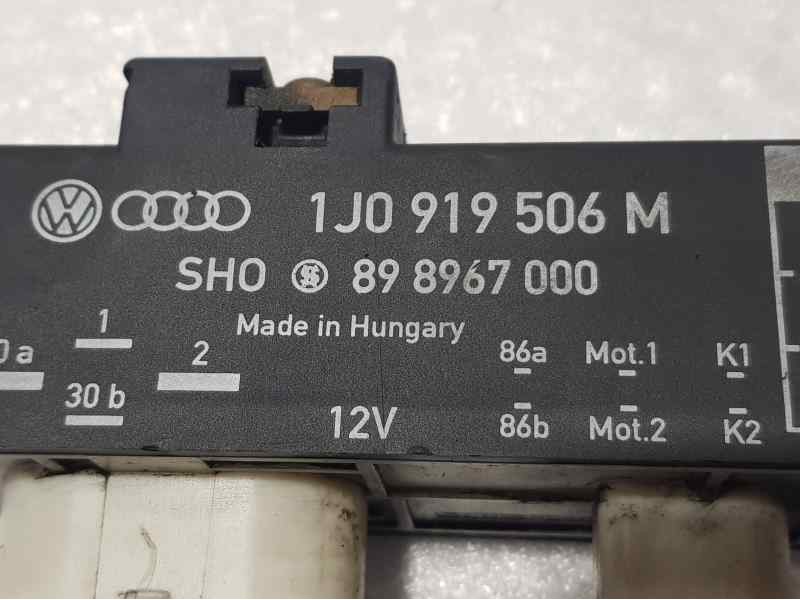 1J0 919 506 M
SHO 89 8967 000
Made in Hungary
0 a 1 2 86a Mot.1 K1
30 b 12V 86b Mot.2 K2